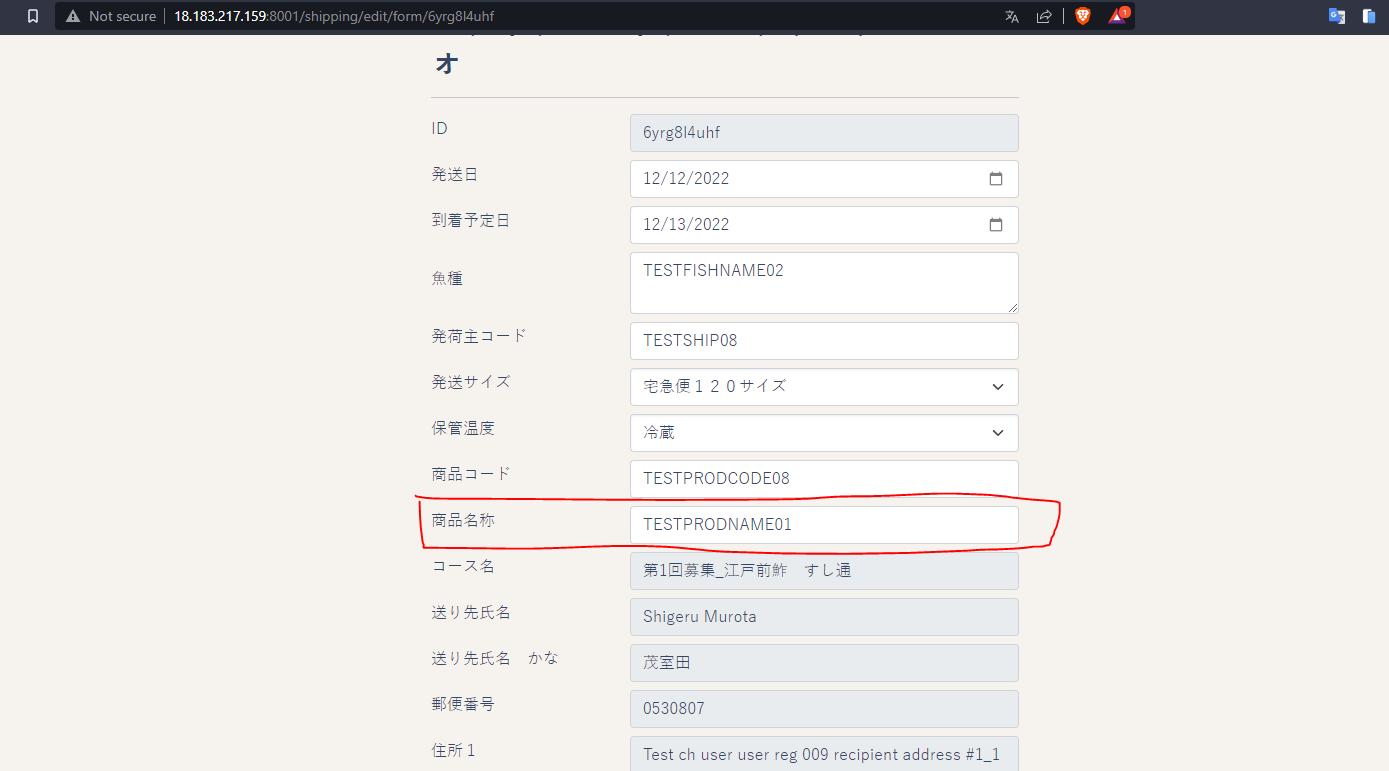 Not secure 18.183.217.159:8001/shipping/edit/form/6yrg8l4uhf 1
オ
ID 6yrg8l4uhf
発送日 12/12/2022
到着予定日 12/13/2022
魚種 TESTFISHNAME02
発荷主コード TESTSHIP08
発送サイズ 宅急便１２０サイズ
保管温度 冷蔵
商品コード TESTPRODCODE08
商品名称 TESTPRODNAME01
コース名 第1回募集_江戸前鮓　すし通
送り先氏名 Shigeru Murota
送り先氏名　かな 茂室田
郵便番号 0530807
住所１ Test ch user user reg 009 recipient address #1_1